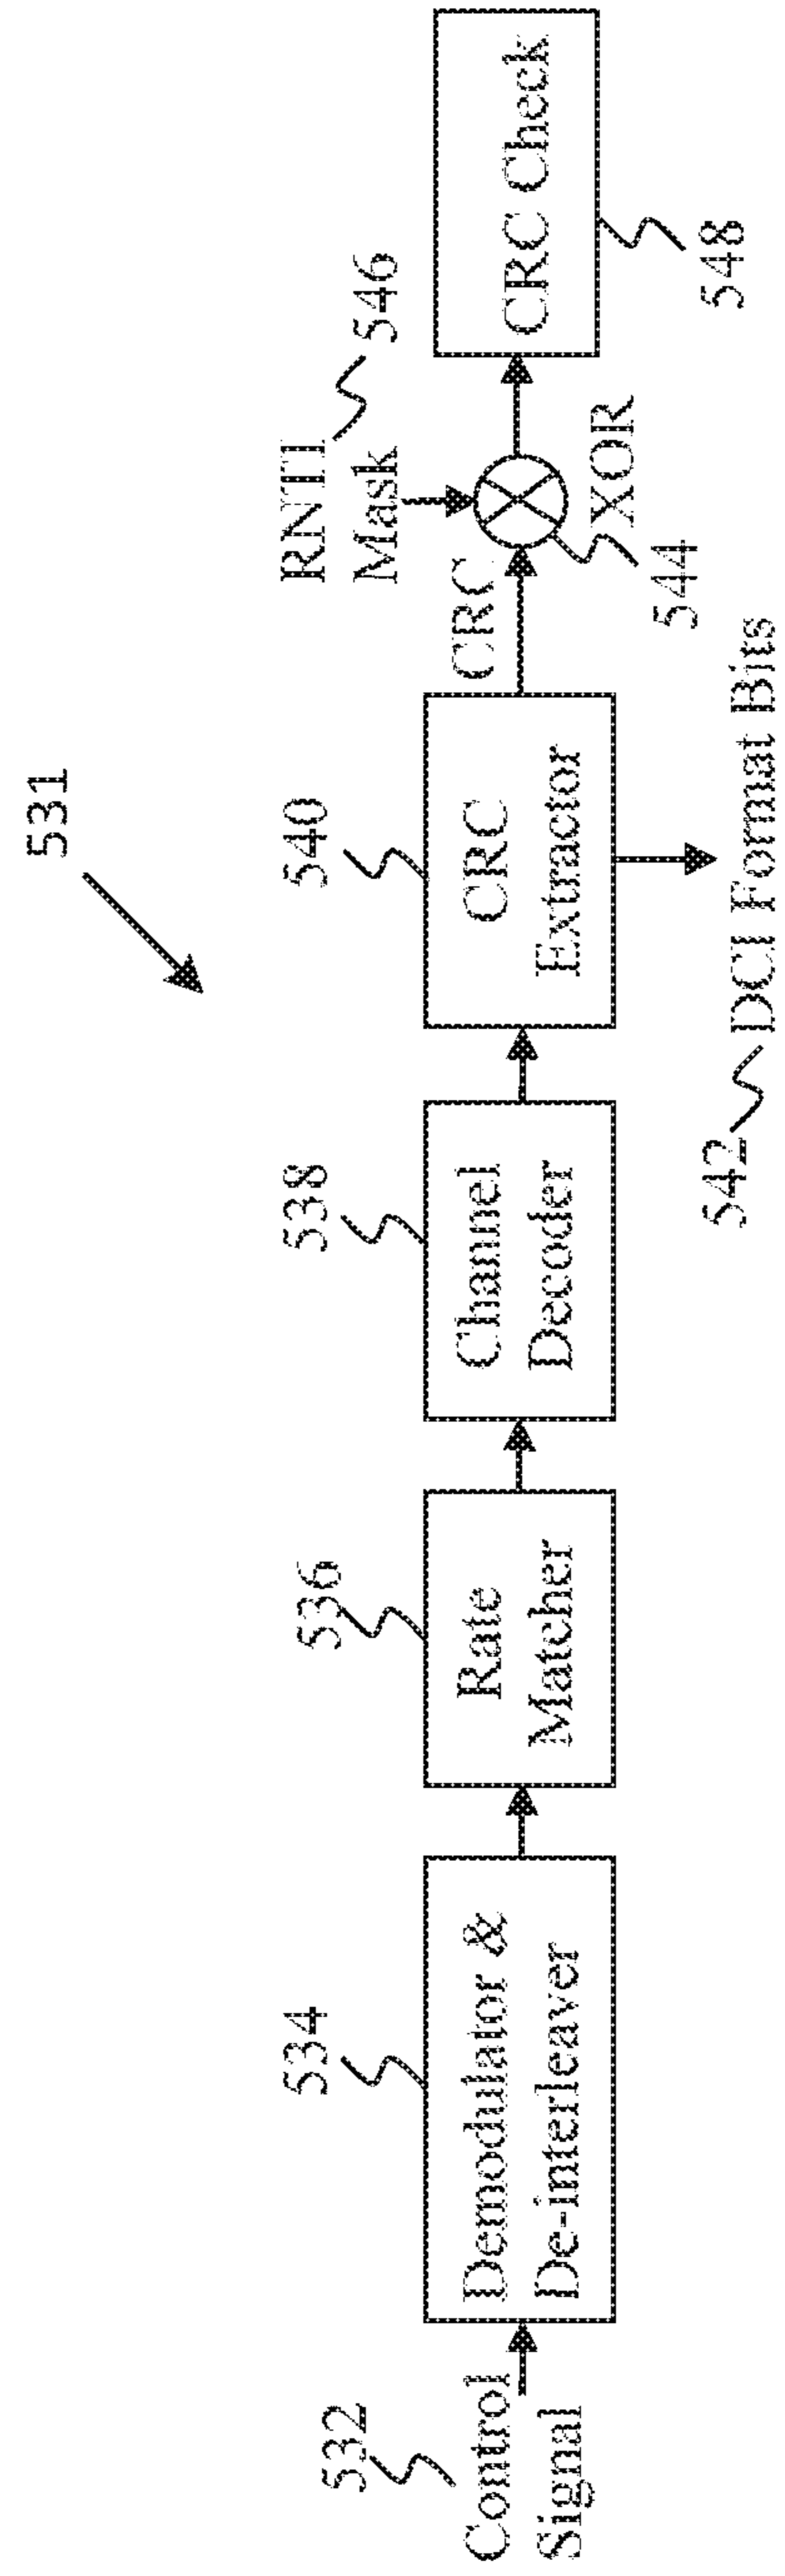 531
532
Control
Signal
534
Demodulator &
De-interleaver
536
Rate
Matcher
538
Channel
Decoder
540
CRC
Extractor
542
DCI Format Bits
CRC
RNTI
Mask
546
XOR
544
CRC Check
548